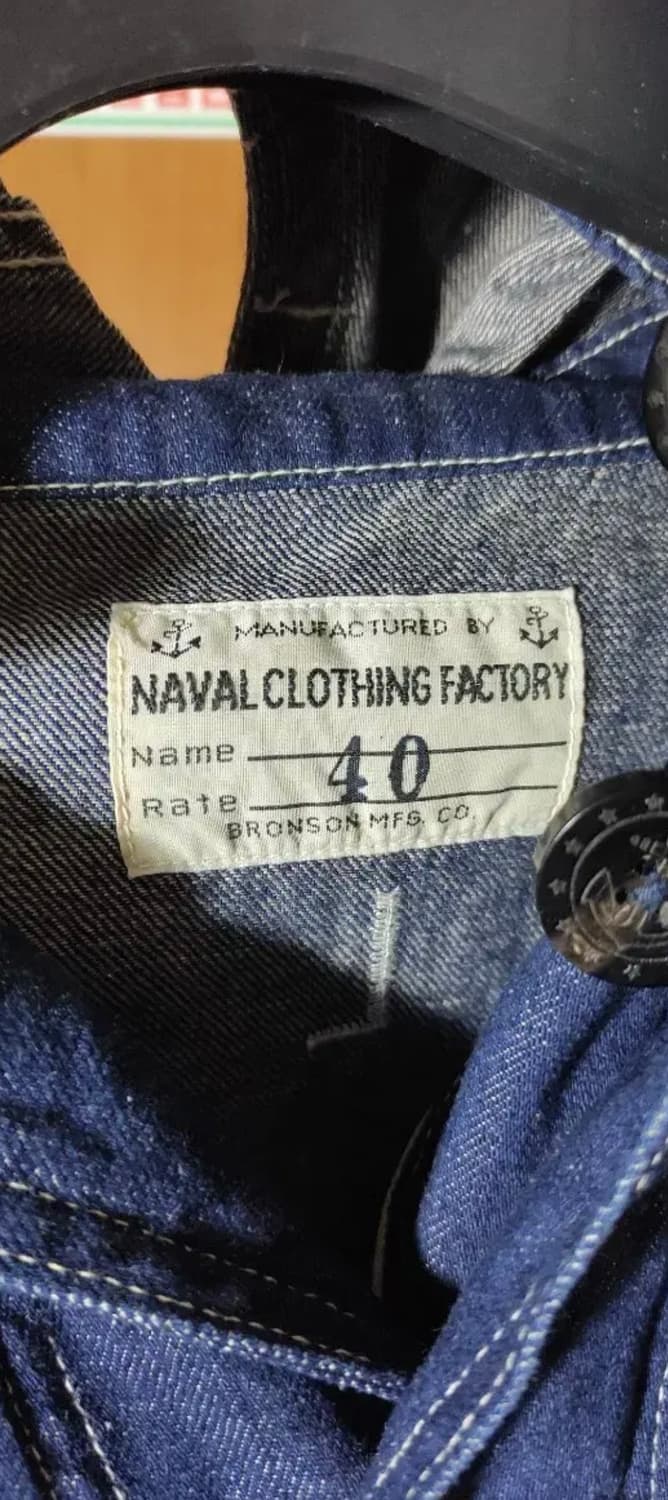 MANUFACTURED BY
NAVAL CLOTHING FACTORY
Name
40
Rate
BRONSON MFG. CO.